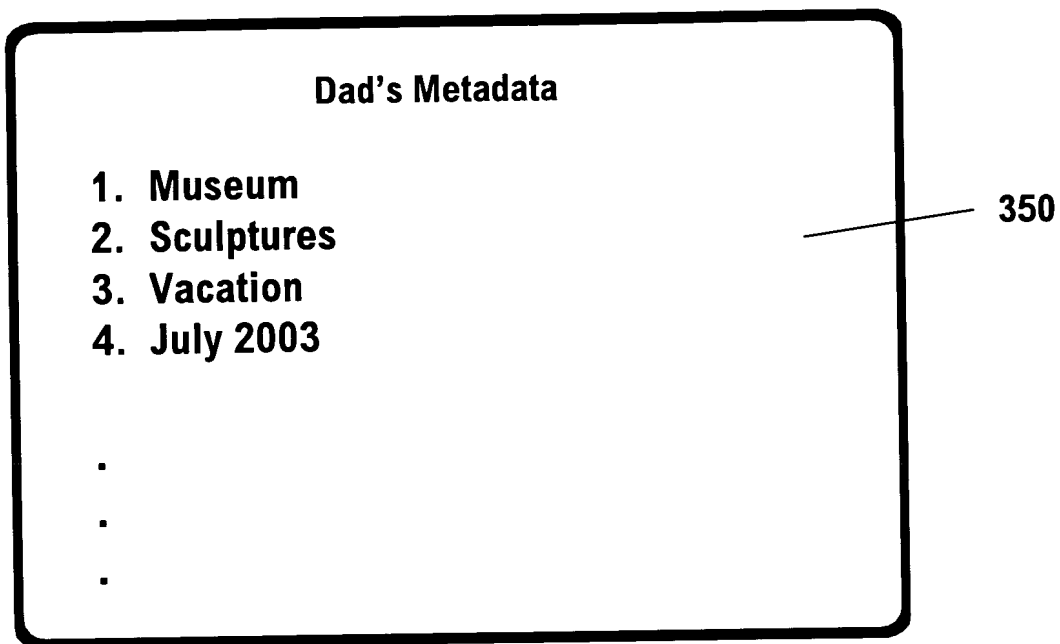 Dad's Metadata
1. Museum
2. Sculptures
350
3. Vacation
4. July 2003
.
.
.